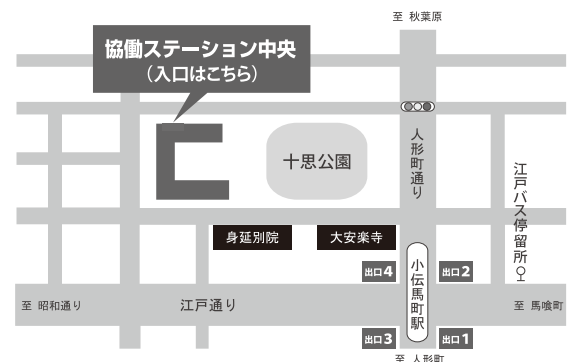 至 秋葉原
協働ステーション中央
（入口はこちら）
人形町通り
十思公園
江戸バス停留所
身延別院
大安楽寺
小伝馬町駅
出口4
出口2
至 昭和通り
江戸通り
至 馬喰町
出口3
出口1
至 人形町